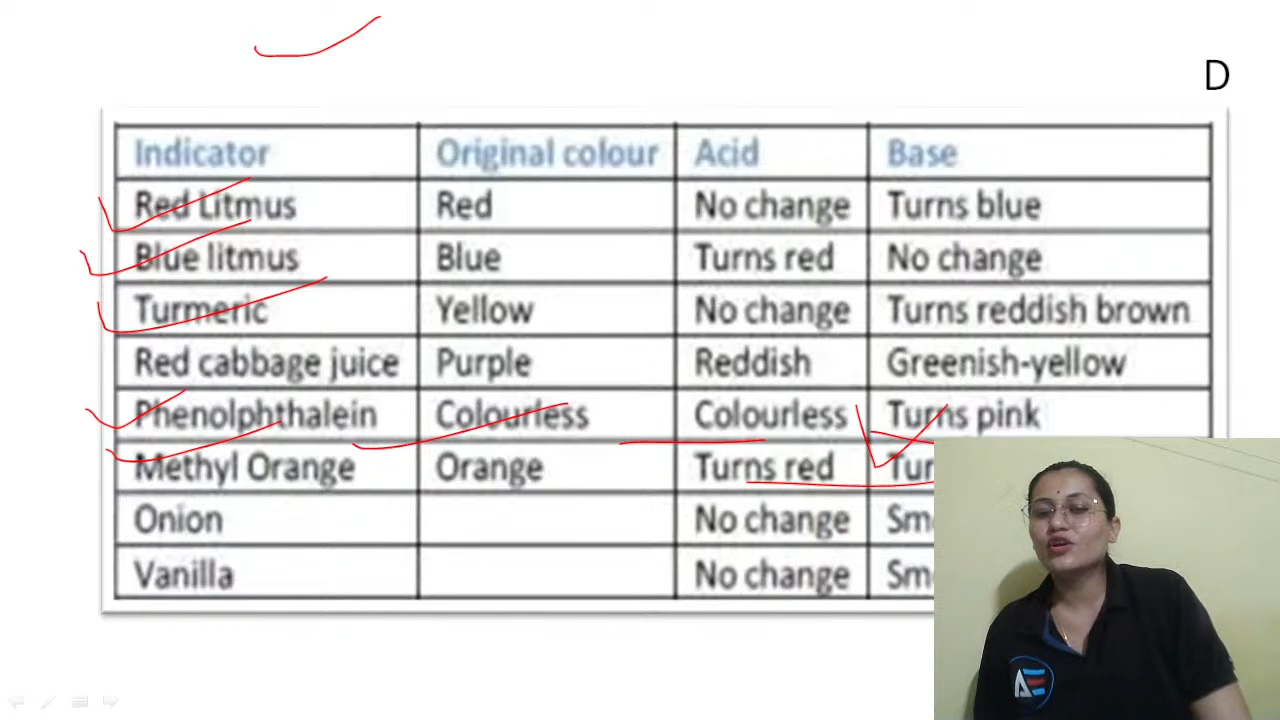 D
Indicator Original colour Acid Base
Red Litmus Red No change Turns blue
Blue litmus Blue Turns red No change
Turmeric Yellow No change Turns reddish brown
Red cabbage juice Purple Reddish Greenish-yellow
Phenolphthalein Colourless Colourless Turns pink
Methyl Orange Orange Turns red
Onion No change
Vanilla No change